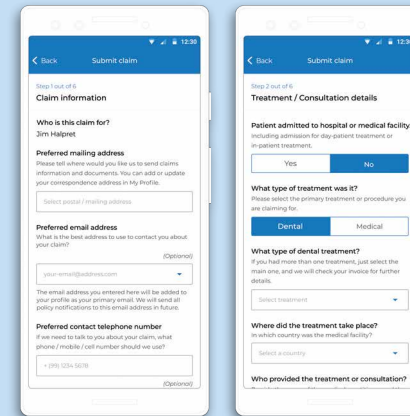 12:30
Back Submit claim
Step 1 out of 6
Claim information
Who is this claim for?
Jim Halpret
Preferred mailing address
Please tell where would you like us to send claims
information and documents. You can add or update
your correspondence address in My Profile.
Select postal / mailing address
Preferred email address
What is the best address to use to contact you about
your claim?
(Optional)
your-email@address.com
The email address you entered here will be added to
your profile as your primary email. We will send all
policy notifications to this email address in future.
Preferred contact telephone number
If we need to talk to you about your claim, what
phone / mobile / cell number should we use?
+ (99) 1234 5678
(Optional)
12:30
Back Submit claim
Step 2 out of 6
Treatment / Consultation details
Patient admitted to hospital or medical facility
Including admission for day-patient treatment or
in-patient treatment.
Yes No
What type of treatment was it?
Please select the primary treatment or procedure you
are claiming for.
Dental Medical
What type of dental treatment?
If you had more than one treatment, just select the
main one, and we will check your invoice for further
details.
Select treatment
Where did the treatment take place?
In which country was the medical facility?
Select a country
Who provided the treatment or consultation?